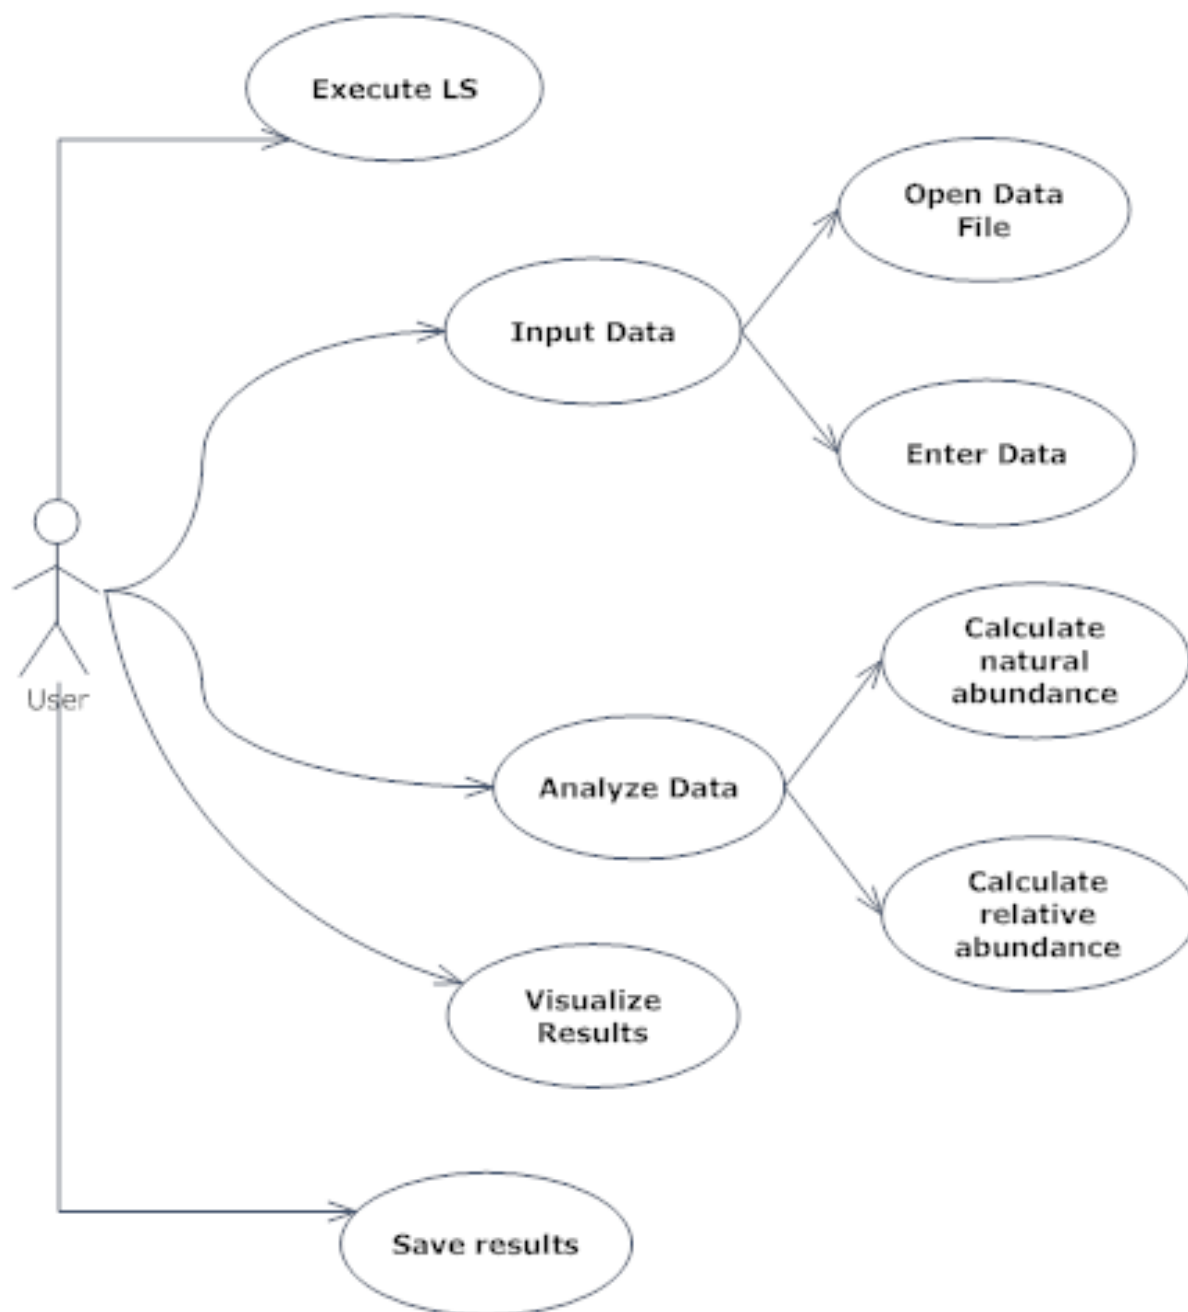 Execute LS
Open Data
File
Input Data
Enter Data
User
Calculate
natural
abundance
Analyze Data
Calculate
relative
abundance
Visualize
Results
Save results